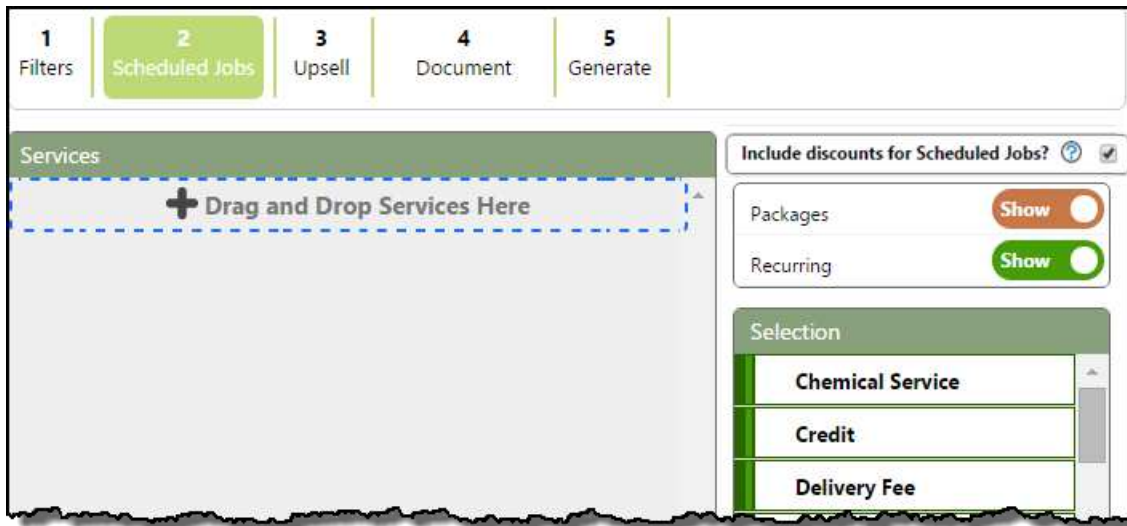 1 2 3 4 5
Filters Scheduled Jobs Upsell Document Generate
Services
Include discounts for Scheduled Jobs? ?
Drag and Drop Services Here
Packages Show
Recurring Show
Selection
Chemical Service
Credit
Delivery Fee